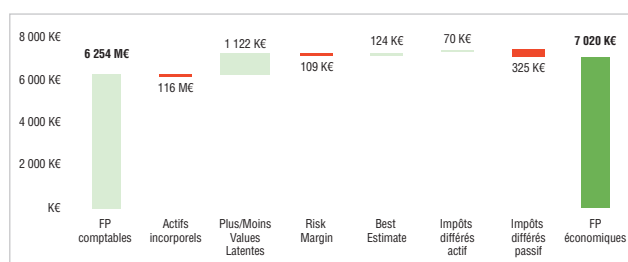 8 000 K€
6 000 K€
4 000 K€
2 000 K€
K€
6 254 M€
116 M€
1 122 K€
109 K€
124 K€
70 K€
325 K€
7 020 K€
FP
comptables
Actifs
incorporels
Plus/Moins
Values
Latentes
Risk
Margin
Best
Estimate
Impôts
différés
actif
Impôts
différés
passif
FP
économiques